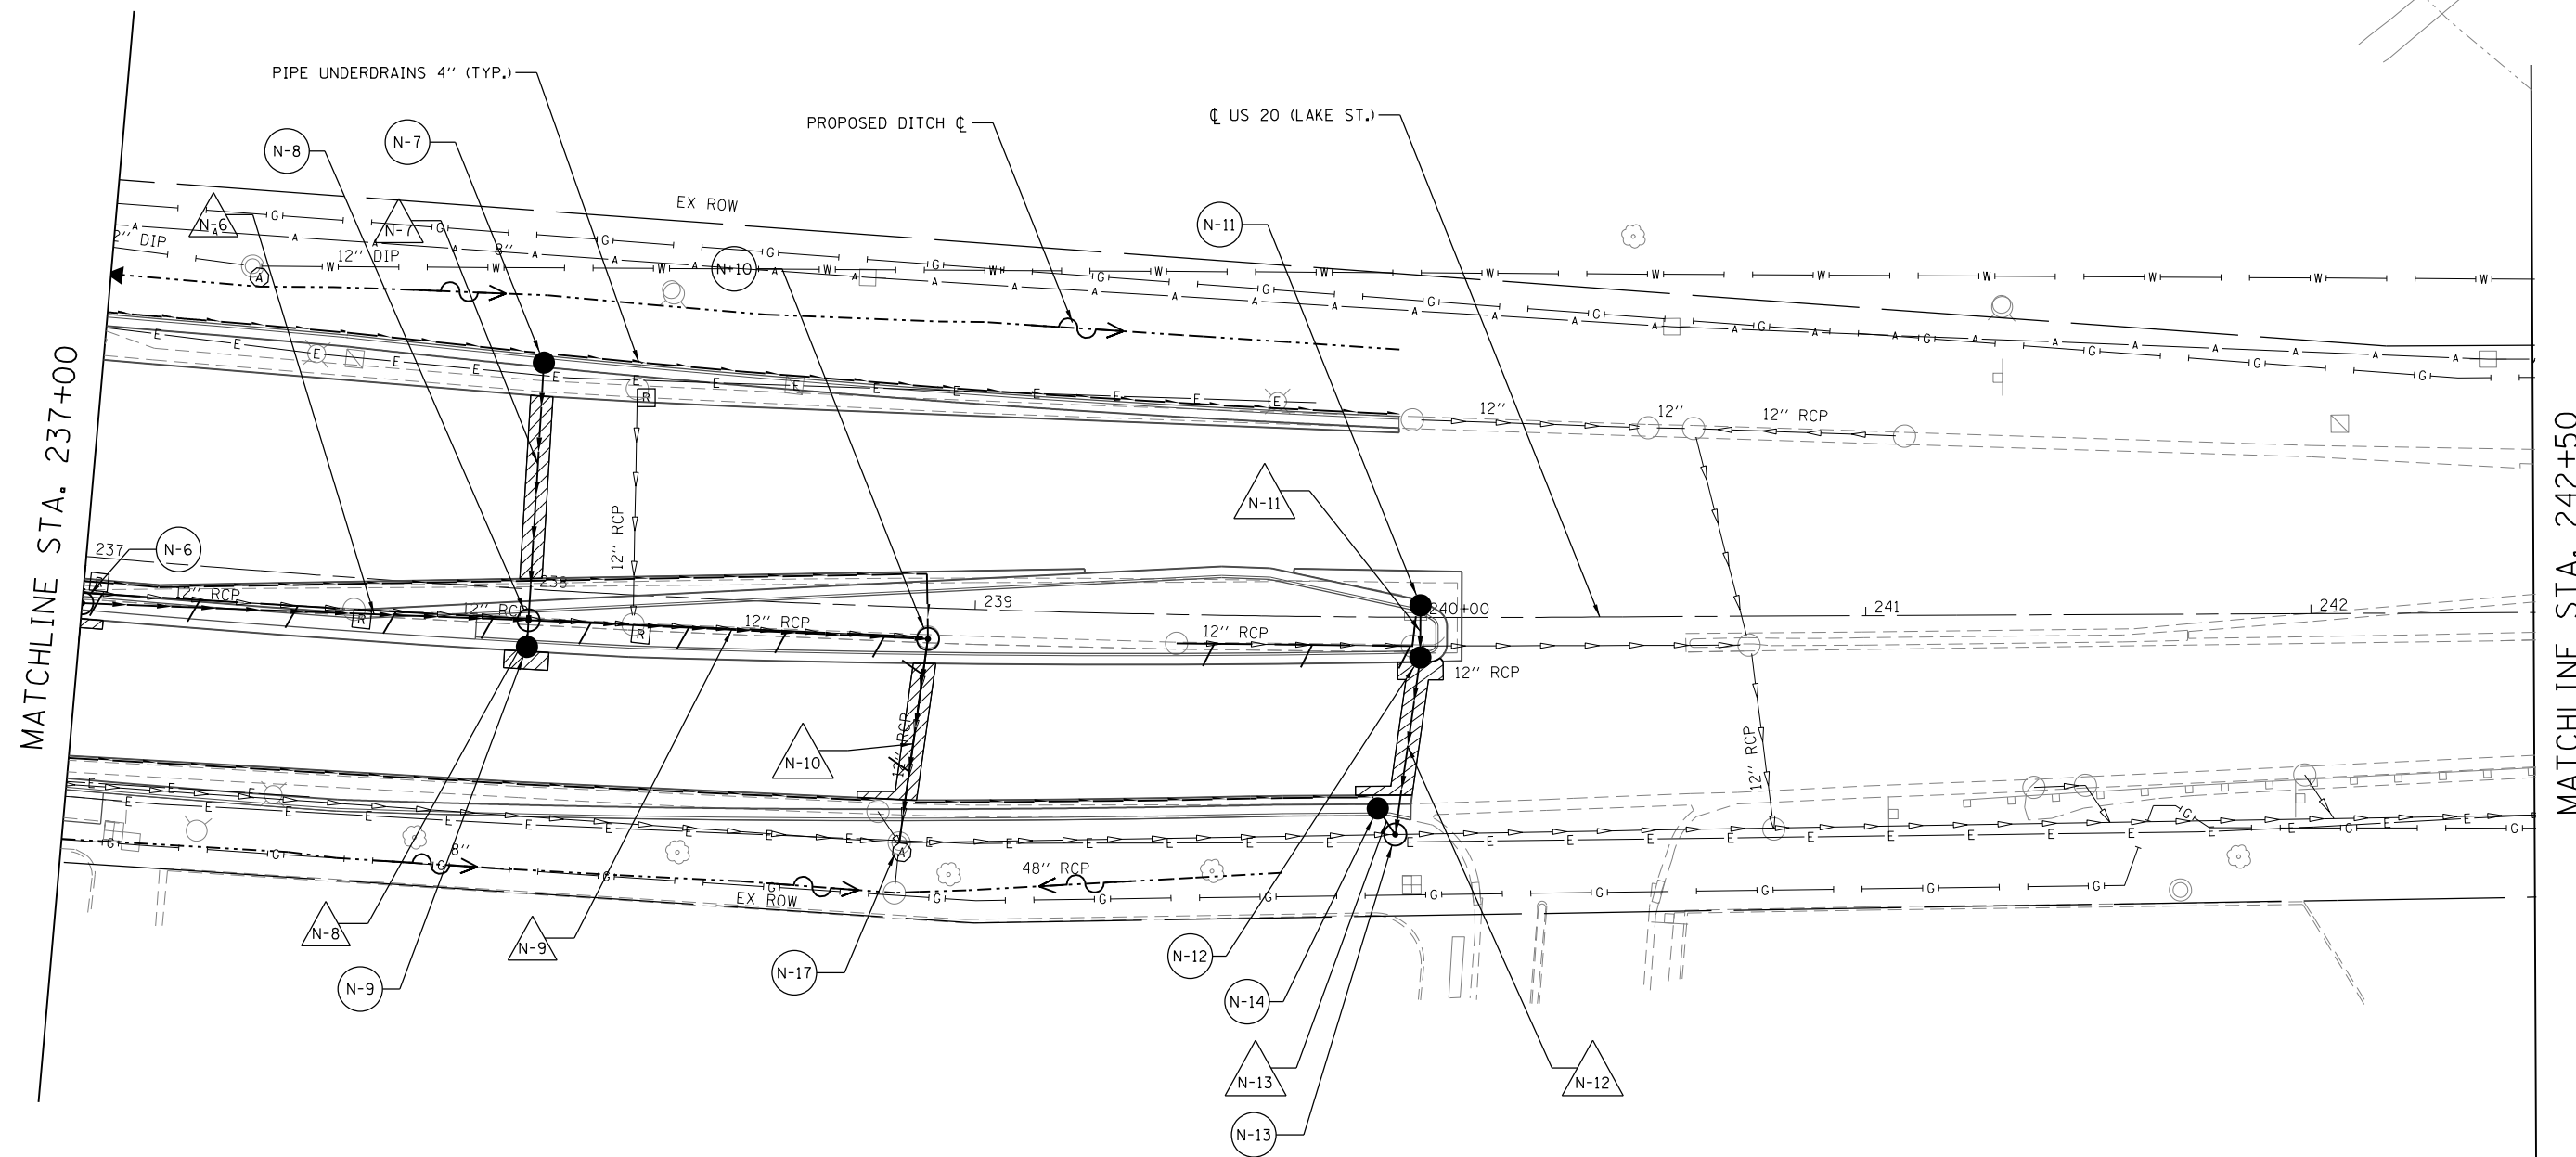 PIPE UNDERDRAINS 4'' (TYP.)
PROPOSED DITCH ℄
℄ US 20 (LAKE ST.)
N-8
N-7
EX ROW
N-11
N-6
N-7
2'' DIP
12'' DIP
8''
N-10
MATCHLINE STA. 237+00
12''
12''
12'' RCP
MATCHLINE STA. 242+50
N-11
12'' RCP
237
N-6
238
12'' RCP
12'' RCP
12'' RCP
239
12'' RCP
240+00
241
242
12'' RCP
12'' RCP
N-10
12'' RCP
8''
48'' RCP
EX ROW
N-8
N-9
N-9
N-17
N-12
N-14
N-13
N-12
N-13